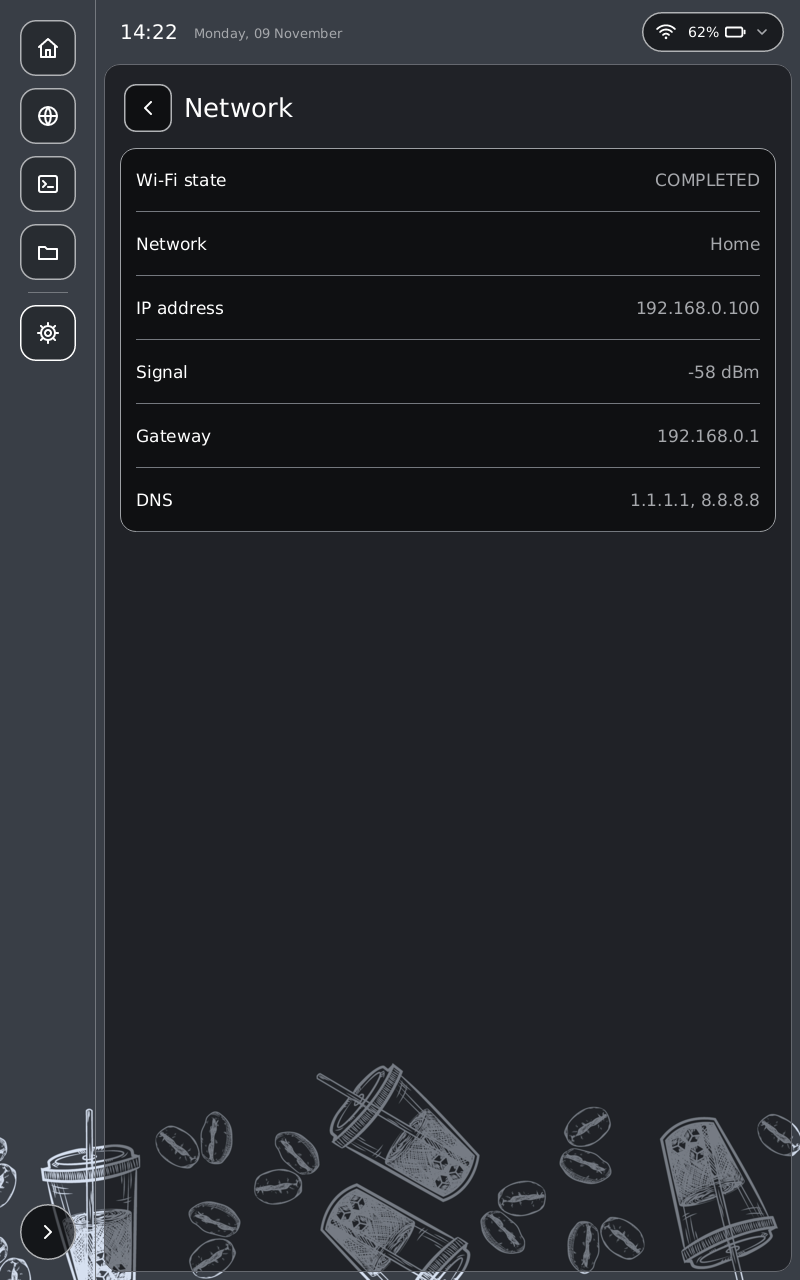 14:22 Monday, 09 November 62%
Network
Wi-Fi state COMPLETED
Network Home
IP address 192.168.0.100
Signal -58 dBm
Gateway 192.168.0.1
DNS 1.1.1.1, 8.8.8.8